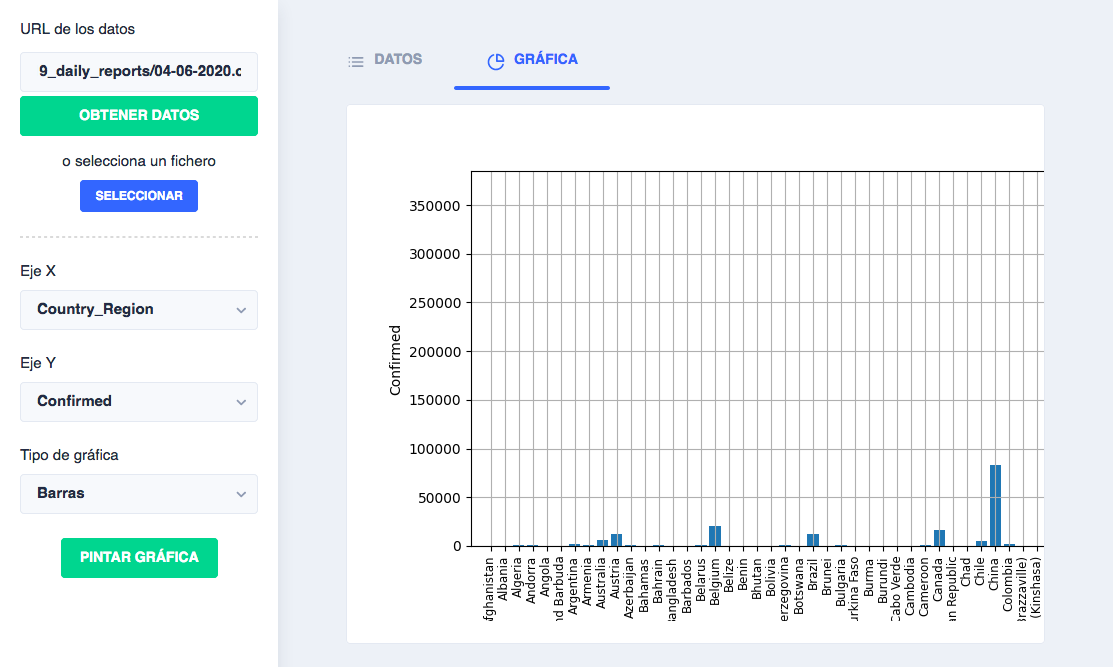 URL de los datos
9_daily_reports/04-06-2020.c
OBTENER DATOS
o selecciona un fichero
SELECCIONAR
Eje X
Country_Region
Eje Y
Confirmed
Tipo de gráfica
Barras
PINTAR GRÁFICA
DATOS
GRÁFICA
350000
300000
250000
200000
150000
100000
50000
0
Confirmed
fghanistan
Albania
Algeria
Andorra
Angola
nd Barbuda
Argentina
Armenia
Australia
Austria
Azerbaijan
Bahamas
Bahrain
angladesh
Barbados
Belarus
Belgium
Belize
Benin
Bhutan
Bolivia
erzegovina
Botswana
Brazil
Brunei
Bulgaria
urkina Faso
Burma
Burundi
Cabo Verde
Cambodia
Cameroon
Canada
an Republic
Chad
Chile
China
Colombia
Brazzaville)
(Kinshasa)